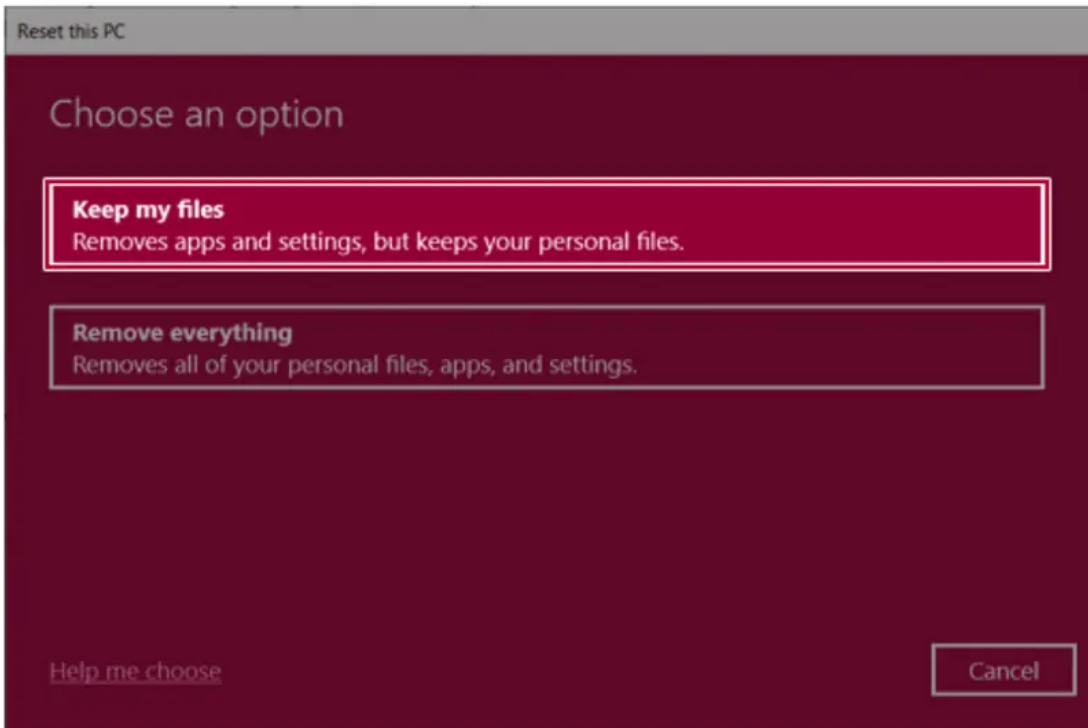 Reset this PC
Choose an option
Keep my files
Removes apps and settings, but keeps your personal files.
Remove everything
Removes all of your personal files, apps, and settings.
Help me choose
Cancel